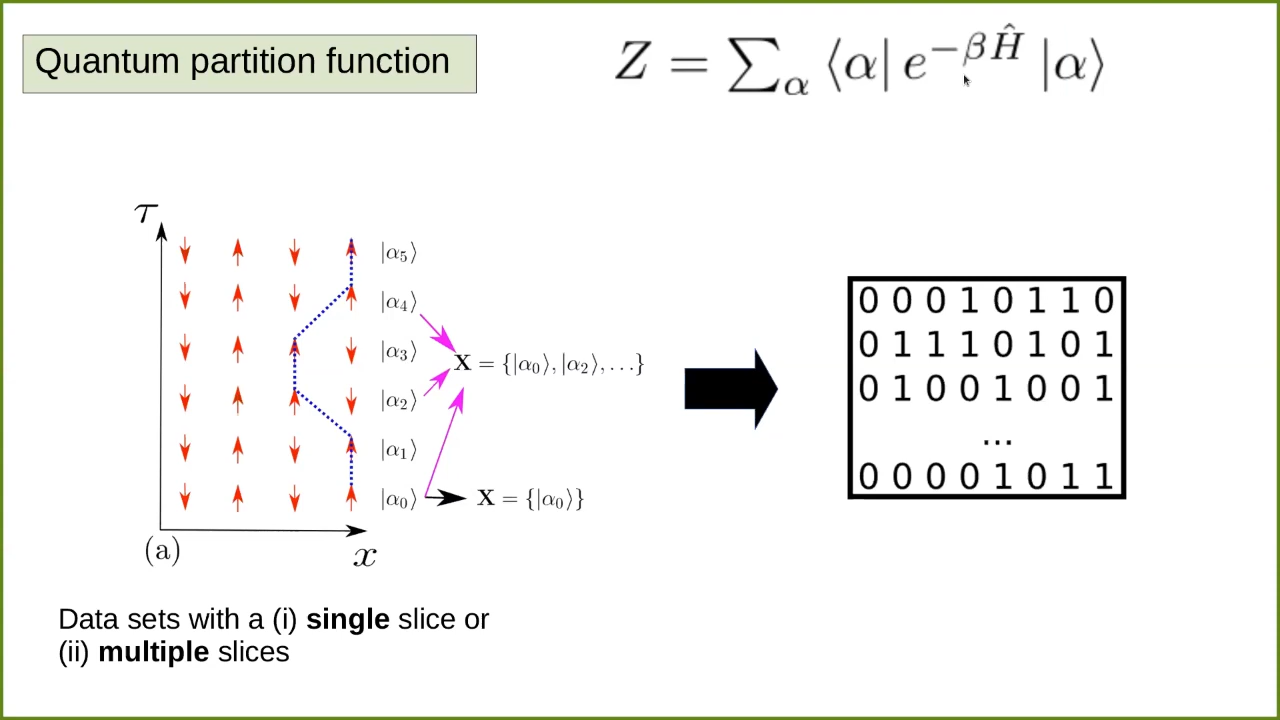 Quantum partition function
Z = ∑_α ⟨α| e^{−βĤ} |α⟩
τ
|α₅⟩
|α₄⟩
|α₃⟩
X = {|α₀⟩, |α₂⟩, ...}
|α₂⟩
|α₁⟩
|α₀⟩
X = {|α₀⟩}
(a)
x
0 0 0 1 0 1 1 0
0 1 1 1 0 1 0 1
0 1 0 0 1 0 0 1
...
0 0 0 0 1 0 1 1
Data sets with a (i) single slice or
(ii) multiple slices